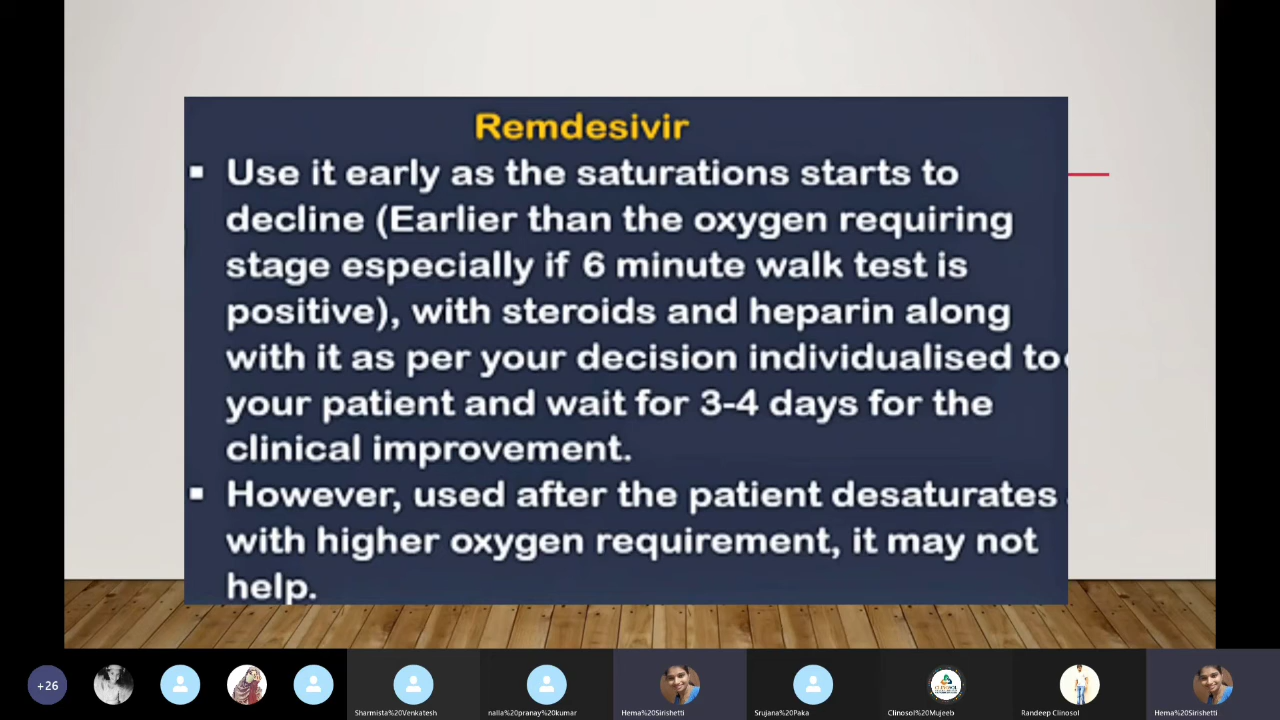 Remdesivir
▪ Use it early as the saturations starts to
decline (Earlier than the oxygen requiring
stage especially if 6 minute walk test is
positive), with steroids and heparin along
with it as per your decision individualised to
your patient and wait for 3-4 days for the
clinical improvement.
▪ However, used after the patient desaturates
with higher oxygen requirement, it may not
help.
+26
Sharmista%20Venkatesh
nalla%20pranay%20kumar
Hema%20Sirishetti
Srujana%20Paka
CLINOSOL
Clinosol%20Mujeeb
Randeep Clinosol
Hema%20Sirishetti